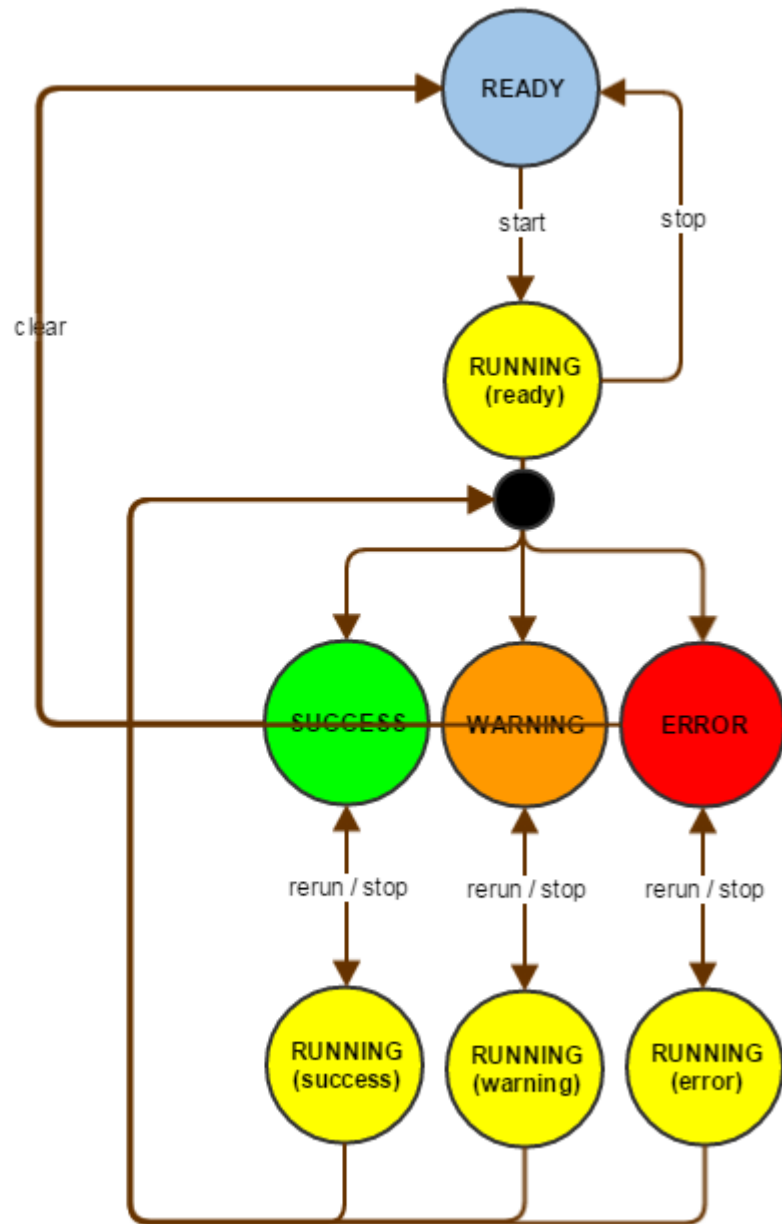 READY
start
stop
clear
RUNNING
(ready)
SUCCESS
WARNING
ERROR
rerun / stop
rerun / stop
rerun / stop
RUNNING
(success)
RUNNING
(warning)
RUNNING
(error)